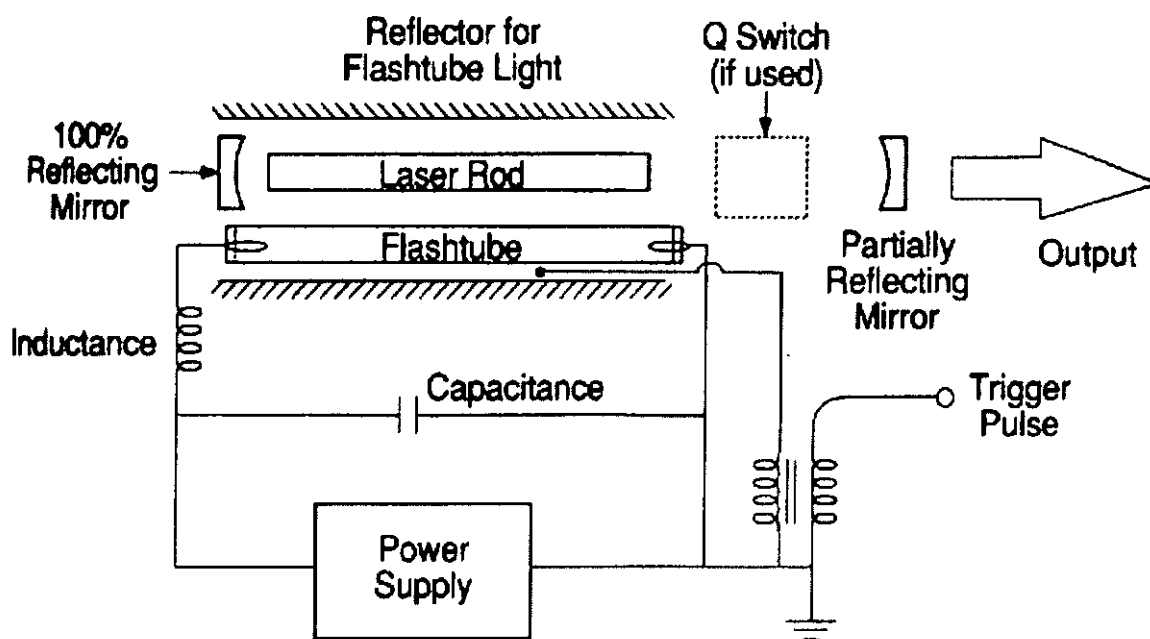 Reflector for
Flashtube Light
Q Switch
(if used)
100%
Reflecting
Mirror
Laser Rod
Flashtube
Partially
Reflecting
Mirror
Output
Inductance
Capacitance
Trigger
Pulse
Power
Supply